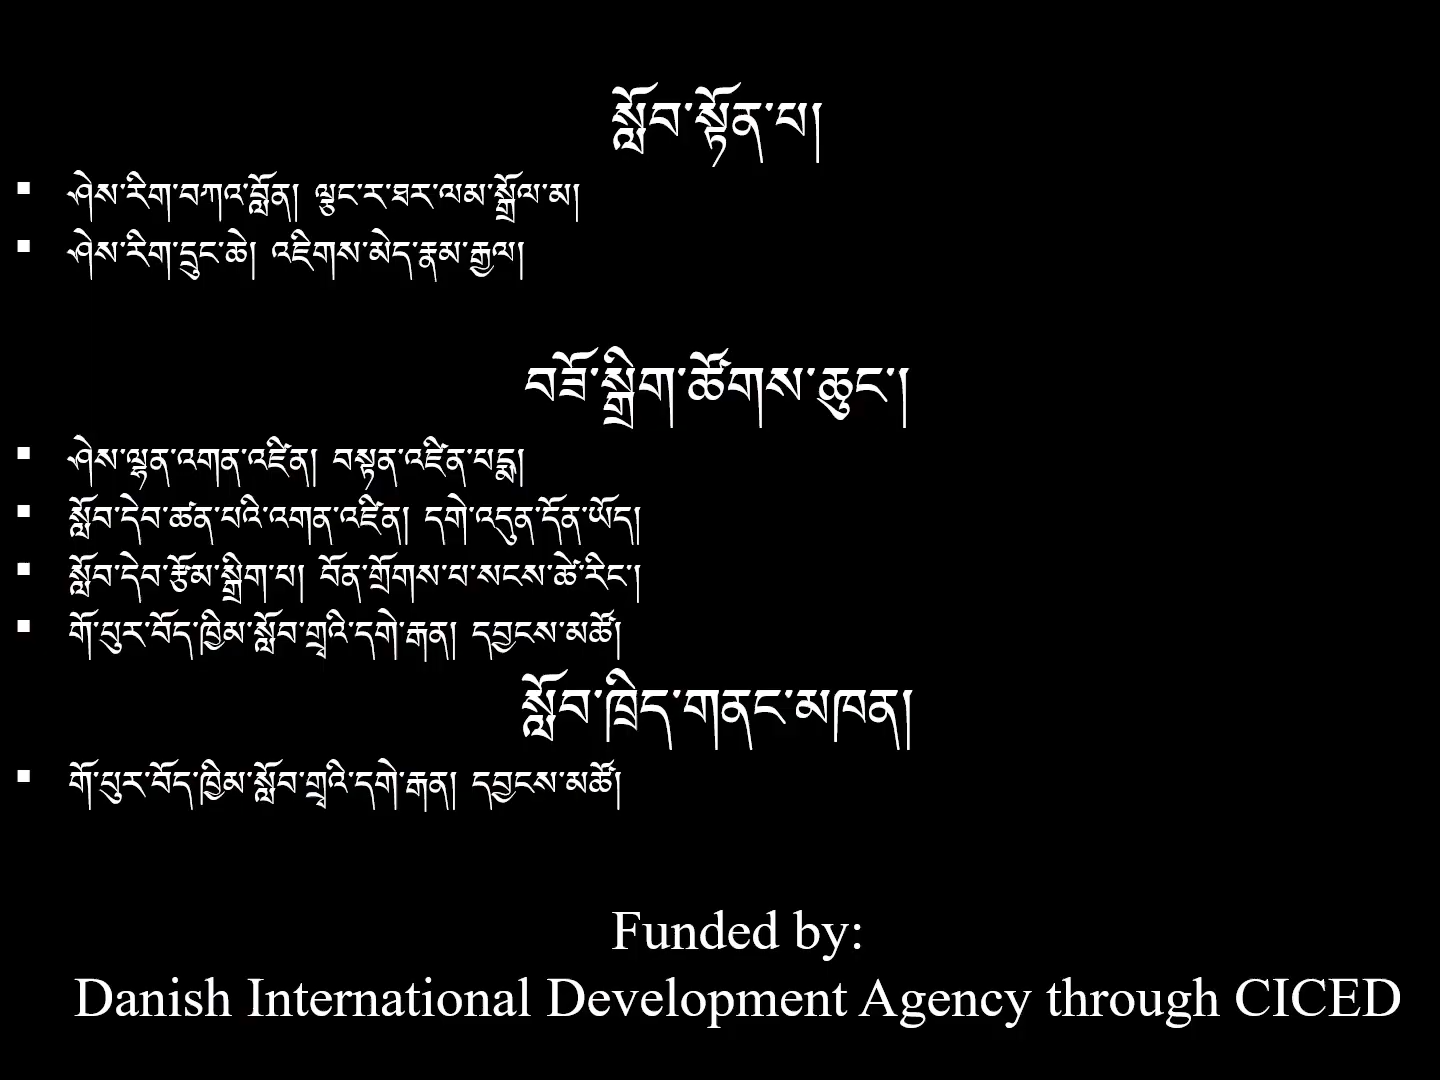 སློབ་སྟོན་པ།
ཤེས་རིག་བཀའ་བློན། ལྕུང་ར་ཐར་ལམ་སྒྲོལ་མ།
ཤེས་རིག་དྲུང་ཆེ། འཇིགས་མེད་རྣམ་རྒྱལ།
བཟོ་སྒྲིག་ཚོགས་ཆུང་།
ཤེས་ལྷན་འགན་འཛིན། བསྟན་འཛིན་པདྨ།
སློབ་དེབ་ཚན་པའི་འགན་འཛིན། དགེ་འདུན་དོན་ཡོད།
སློབ་དེབ་རྩོམ་སྒྲིག་པ། བོན་གྲོགས་པ་སངས་ཚེ་རིང་།
གོ་ཕུར་བོད་ཁྱིམ་སློབ་གྲྭའི་དགེ་རྒན། དབྱངས་མཚོ།
སློབ་ཁྲིད་གནང་མཁན།
གོ་ཕུར་བོད་ཁྱིམ་སློབ་གྲྭའི་དགེ་རྒན། དབྱངས་མཚོ།
Funded by:
Danish International Development Agency through CICED